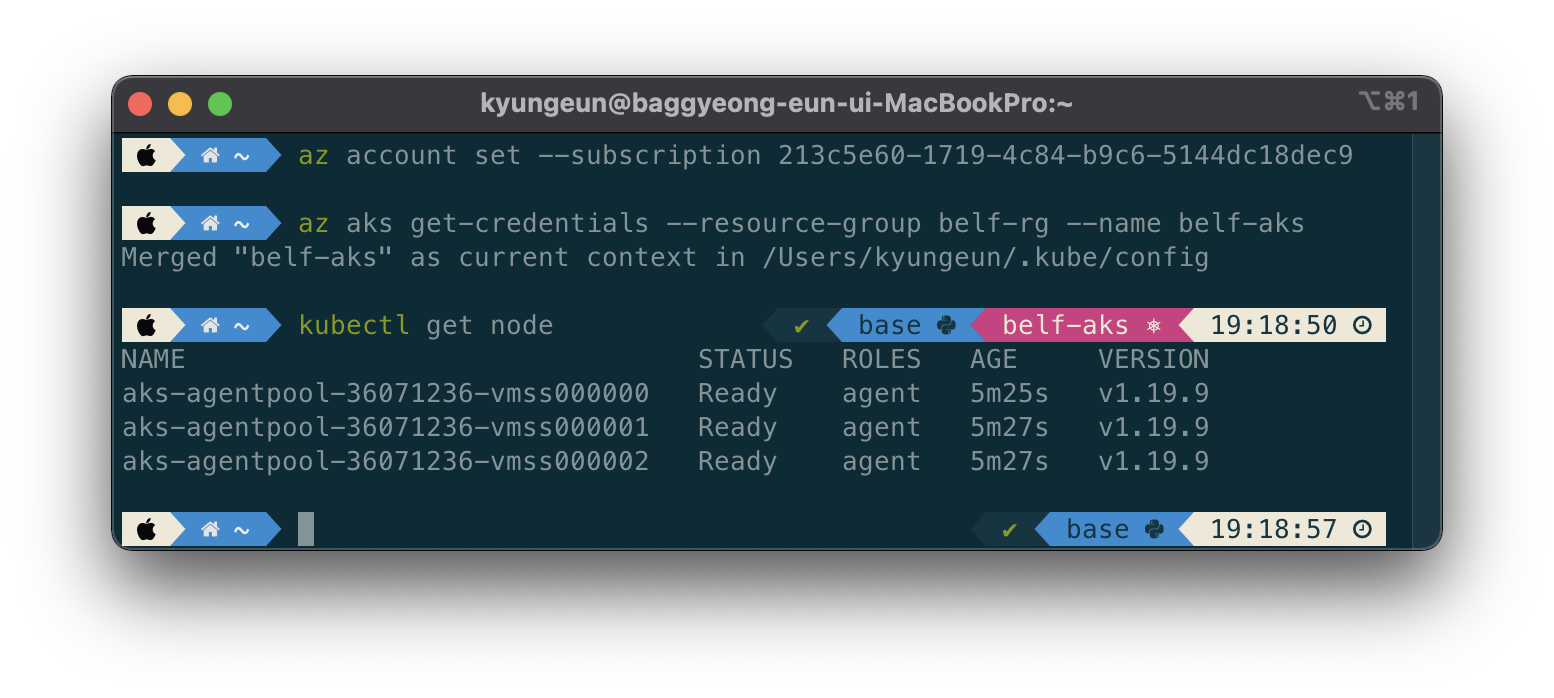 kyungeun@baggyeong-eun-ui-MacBookPro:~ ⌥⌘1
~ az account set --subscription 213c5e60-1719-4c84-b9c6-5144dc18dec9
~ az aks get-credentials --resource-group belf-rg --name belf-aks
Merged "belf-aks" as current context in /Users/kyungeun/.kube/config
~ kubectl get node ✔ base belf-aks 19:18:50
NAME STATUS ROLES AGE VERSION
aks-agentpool-36071236-vmss000000 Ready agent 5m25s v1.19.9
aks-agentpool-36071236-vmss000001 Ready agent 5m27s v1.19.9
aks-agentpool-36071236-vmss000002 Ready agent 5m27s v1.19.9
~ ✔ base 19:18:57